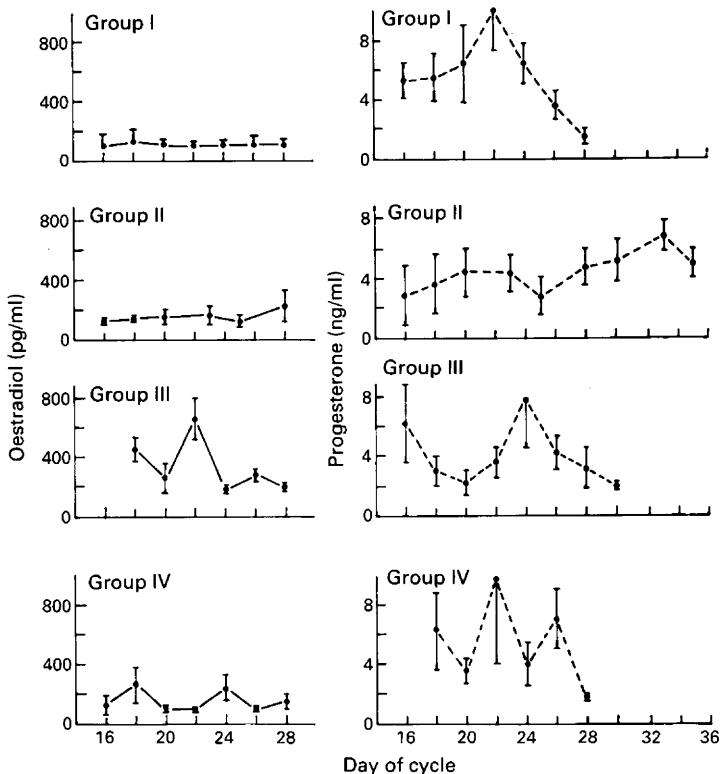 Group I
800
400
0
Group I
8
4
0
Group II
800
400
0
Group II
8
4
0
Oestradiol (pg/ml)
Progesterone (ng/ml)
Group III
800
400
0
Group III
8
4
0
Group IV
800
400
0
16 20 24 28
Group IV
8
4
0
16 20 24 28 32 36
Day of cycle